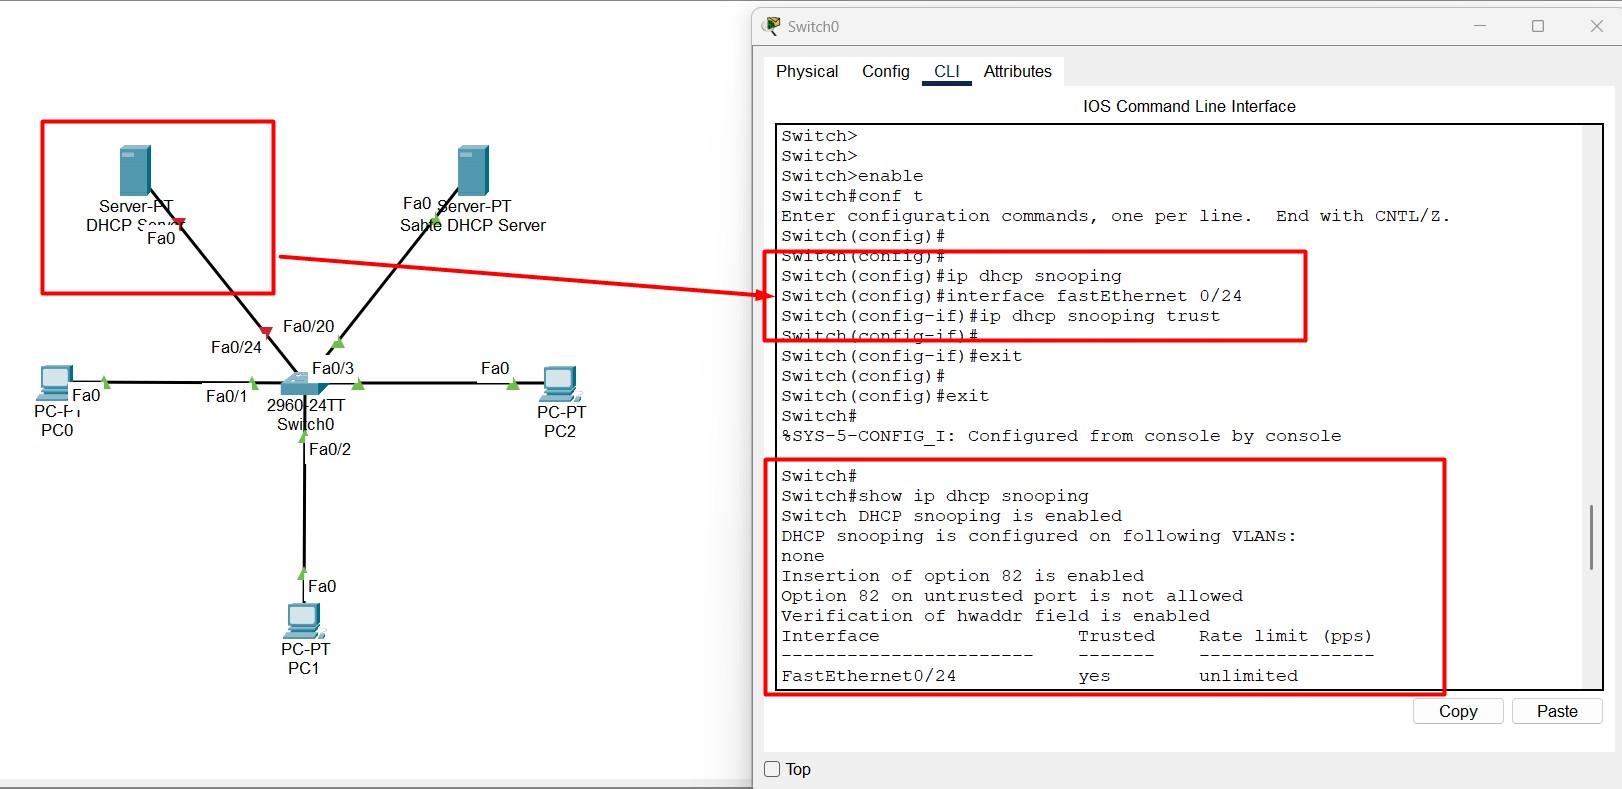 Switch0
Physical Config CLI Attributes
IOS Command Line Interface
Switch>
Switch>
Switch>enable
Switch#conf t
Enter configuration commands, one per line.  End with CNTL/Z.
Switch(config)#
Switch(config)#
Switch(config)#ip dhcp snooping
Switch(config)#interface fastEthernet 0/24
Switch(config-if)#ip dhcp snooping trust
Switch(config-if)#
Switch(config-if)#exit
Switch(config)#
Switch(config)#exit
Switch#
%SYS-5-CONFIG_I: Configured from console by console
Switch#
Switch#show ip dhcp snooping
Switch DHCP snooping is enabled
DHCP snooping is configured on following VLANs:
none
Insertion of option 82 is enabled
Option 82 on untrusted port is not allowed
Verification of hwaddr field is enabled
Interface Trusted Rate limit (pps)
----------------------- ------- ----------------
FastEthernet0/24 yes unlimited
Copy Paste
Top
Server-PT
DHCP Server
Fa0
Fa0 Server-PT
Sahte DHCP Server
Fa0/20
Fa0/24
Fa0/3
Fa0
Fa0
Fa0/1
2960-24TT
Switch0
PC-PT
PC0
PC-PT
PC2
Fa0/2
Fa0
PC-PT
PC1